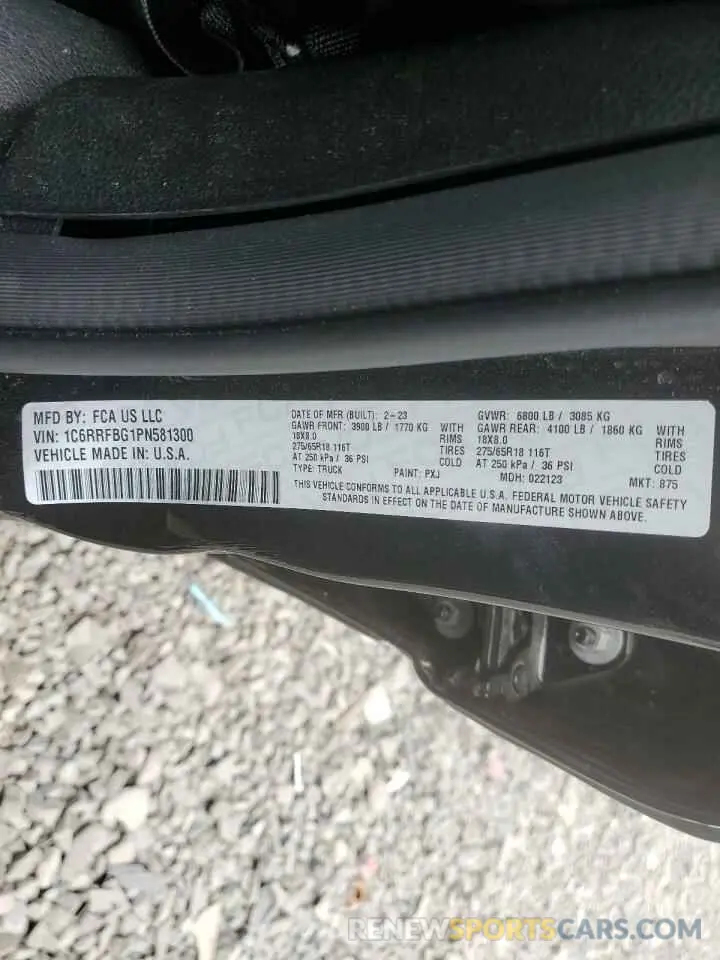 MFD BY: FCA US LLC
VIN: 1C6RRFBG1PN581300
VEHICLE MADE IN: U.S.A.
DATE OF MFR (BUILT): 2-23
GAWR FRONT: 3900 LB / 1770 KG WITH
18X8.0 RIMS
275/65R18 116T TIRES
AT 250 kPa / 36 PSI COLD
TYPE: TRUCK PAINT: PXJ
GVWR: 6800 LB / 3085 KG
GAWR REAR: 4100 LB / 1860 KG WITH
18X8.0 RIMS
275/65R18 116T TIRES
AT 250 kPa / 36 PSI COLD
MDH: 022123 MKT: 875
THIS VEHICLE CONFORMS TO ALL APPLICABLE U.S.A. FEDERAL MOTOR VEHICLE SAFETY
STANDARDS IN EFFECT ON THE DATE OF MANUFACTURE SHOWN ABOVE.
RENEWSPORTSCARS.COM